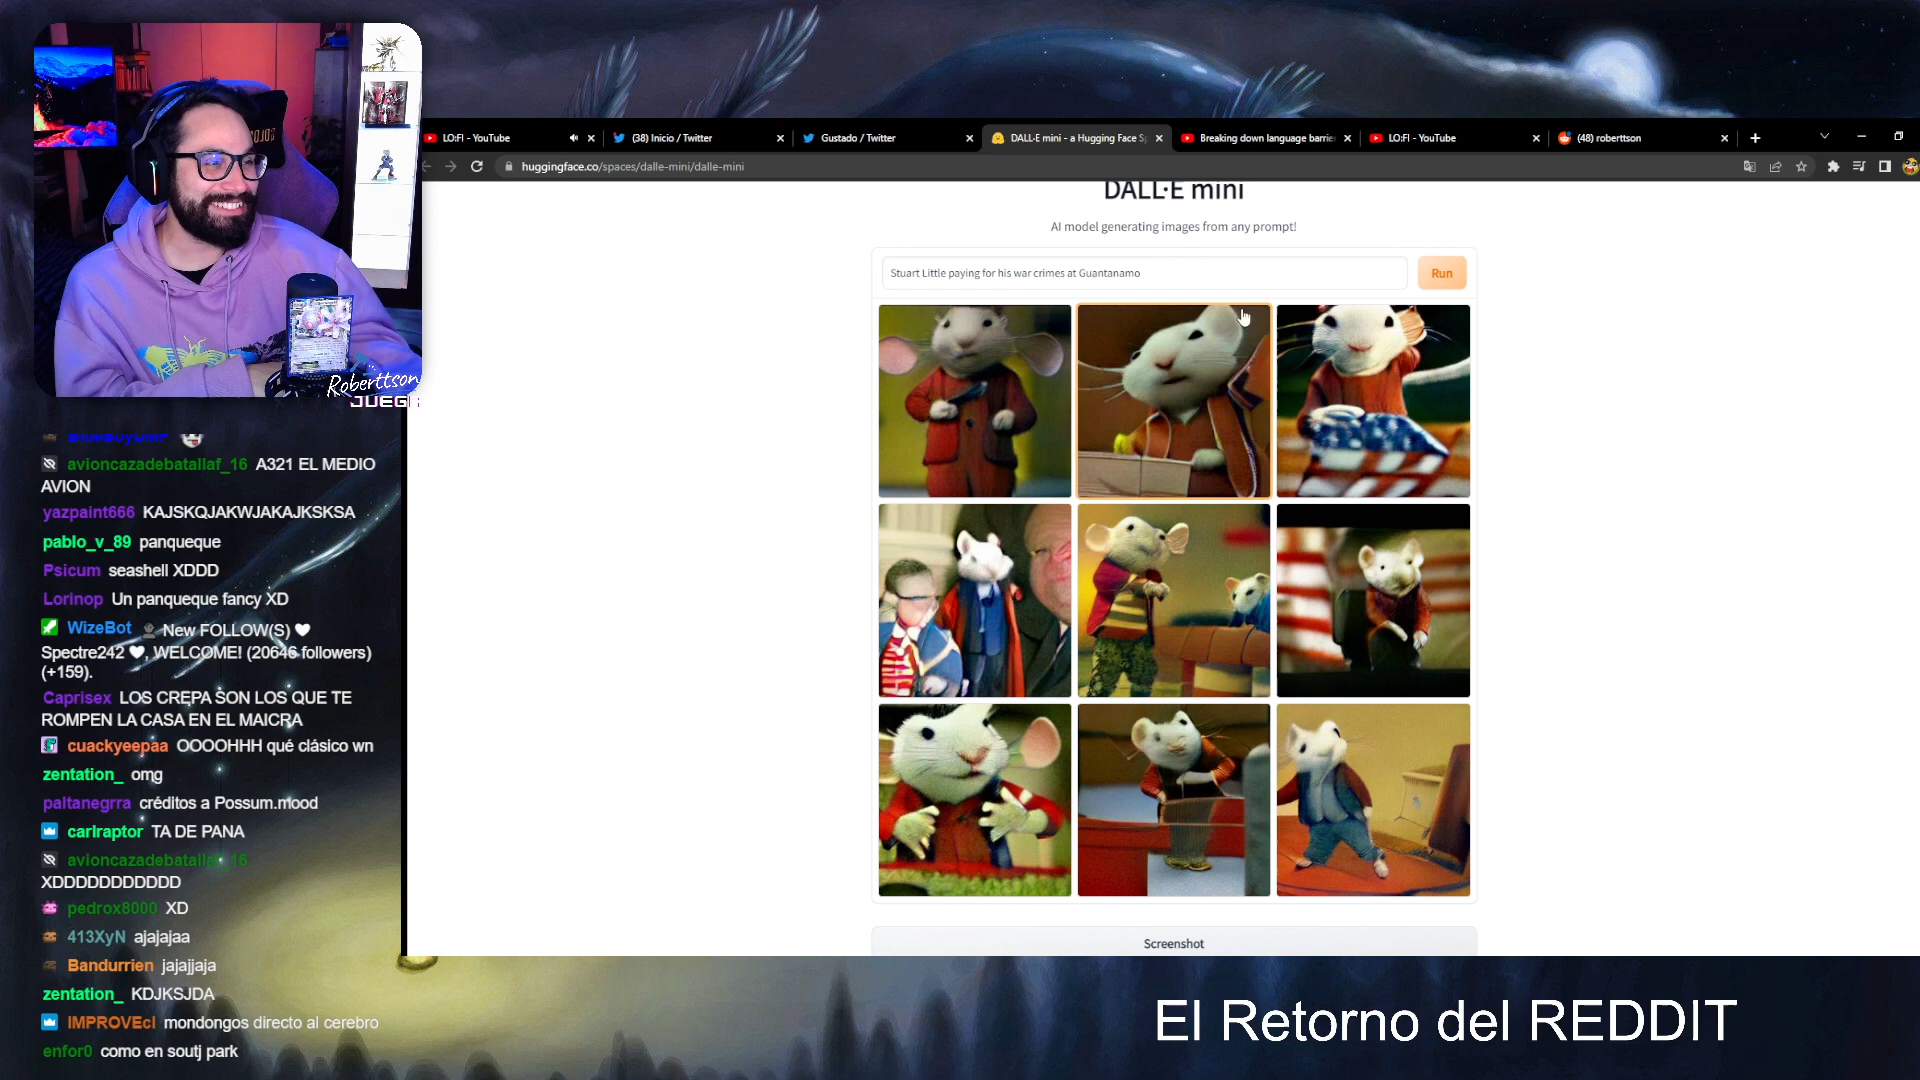 LO:FI - YouTube
(38) Inicio / Twitter
Gustado / Twitter
DALL·E mini - a Hugging Face S
Breaking down language barrie
LO:FI - YouTube
(48) roberttson
huggingface.co/spaces/dalle-mini/dalle-mini
DALL·E mini
AI model generating images from any prompt!
Stuart Little paying for his war crimes at Guantanamo
Run
Screenshot
Roberttson
JUEGA
BlueBoyDMP
avioncazadebatallaf_16 A321 EL MEDIO
AVION
yazpaint666 KAJSKQJAKWJAKAJKSKSA
pablo_v_89 panqueque
Psicum seashell XDDD
Lorinop Un panqueque fancy XD
WizeBot New FOLLOW(S) ♥
Spectre242 ♥, WELCOME! (20646 followers)
(+159).
Caprisex LOS CREPA SON LOS QUE TE
ROMPEN LA CASA EN EL MAICRA
cuackyeepaa OOOOHHH qué clásico wn
zentation_ omg
paltanegrra créditos a Possum.mood
carlraptor TA DE PANA
avioncazadebatallaf_16
XDDDDDDDDDDD
pedrox8000 XD
413XyN ajajajaa
Bandurrien jajajjaja
zentation_ KDJKSJDA
IMPROVEcl mondongos directo al cerebro
enfor0 como en soutj park
El Retorno del REDDIT